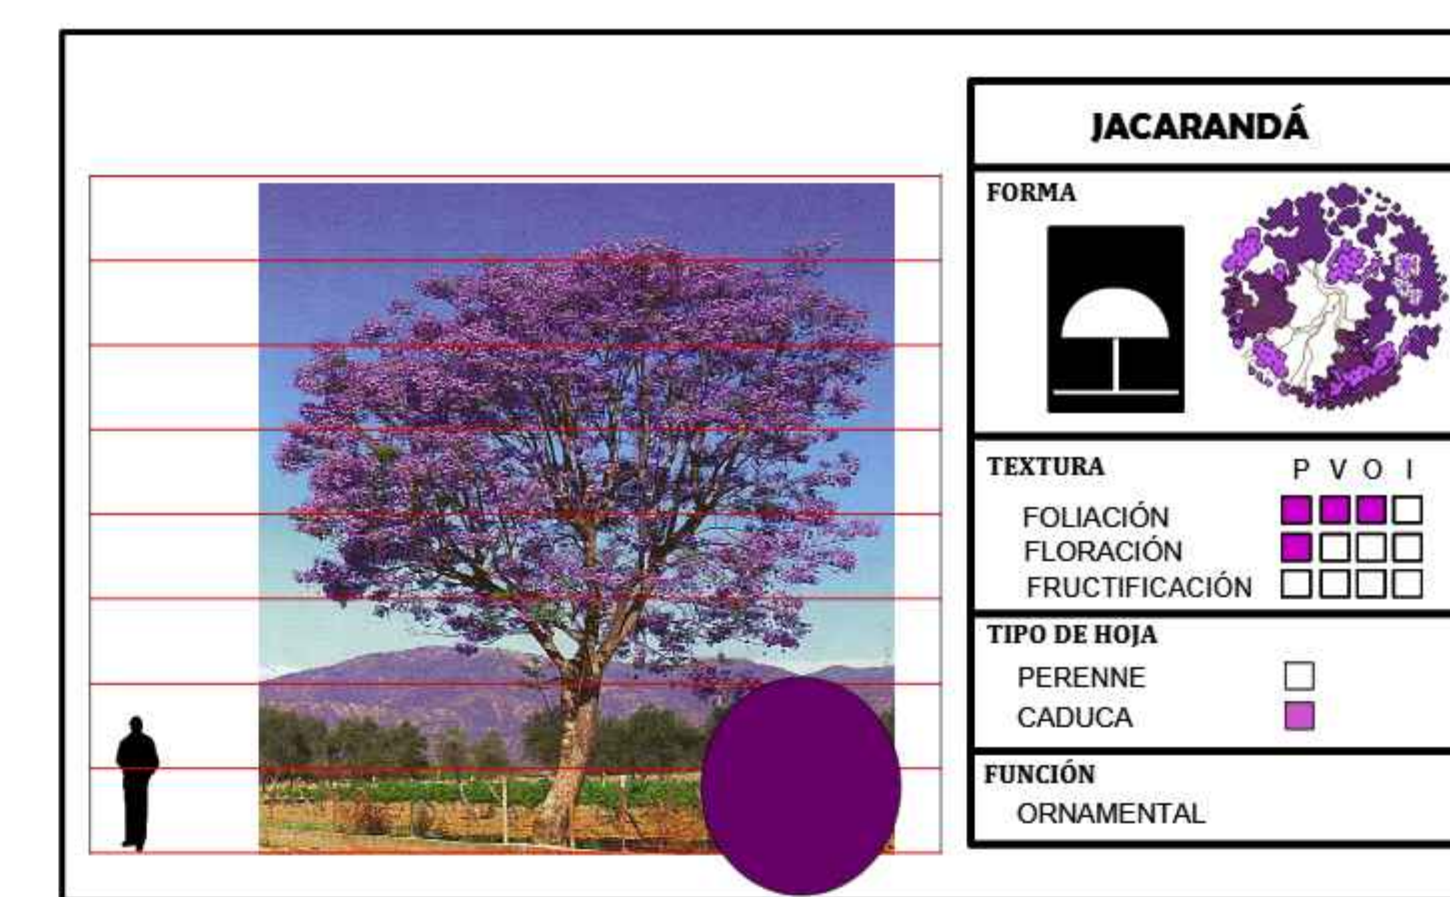 JACARANDÁ
FORMA
TEXTURA P V O I
FOLIACIÓN
FLORACIÓN
FRUCTIFICACIÓN
TIPO DE HOJA
PERENNE
CADUCA
FUNCIÓN
ORNAMENTAL